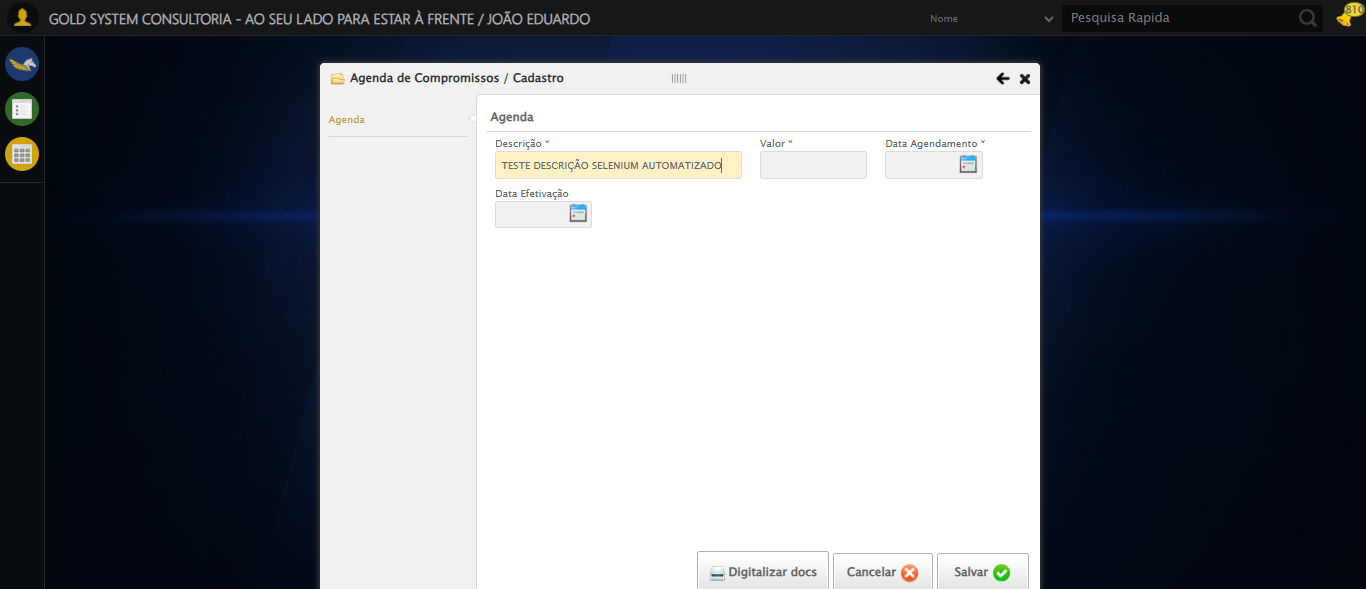 GOLD SYSTEM CONSULTORIA - AO SEU LADO PARA ESTAR À FRENTE / JOÃO EDUARDO
Nome
Pesquisa Rapida
810
Agenda de Compromissos / Cadastro
Agenda
Agenda
Descrição *
Valor *
Data Agendamento *
TESTE DESCRIÇÃO SELENIUM AUTOMATIZADO
Data Efetivação
Digitalizar docs
Cancelar
Salvar